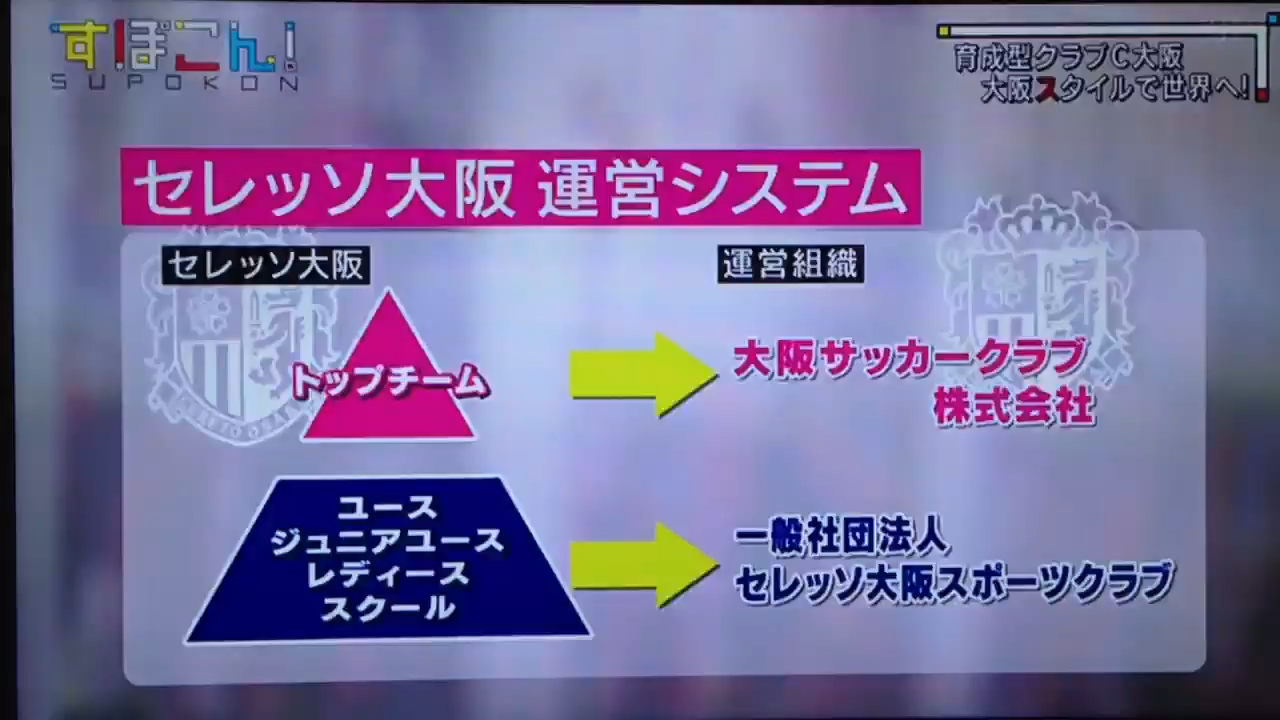 すぽこん!
SUPOKON
育成型クラブC大阪
大阪スタイルで世界へ!
セレッソ大阪 運営システム
セレッソ大阪
運営組織
トップチーム
大阪サッカークラブ
株式会社
ユース
ジュニアユース
レディース
スクール
一般社団法人
セレッソ大阪スポーツクラブ